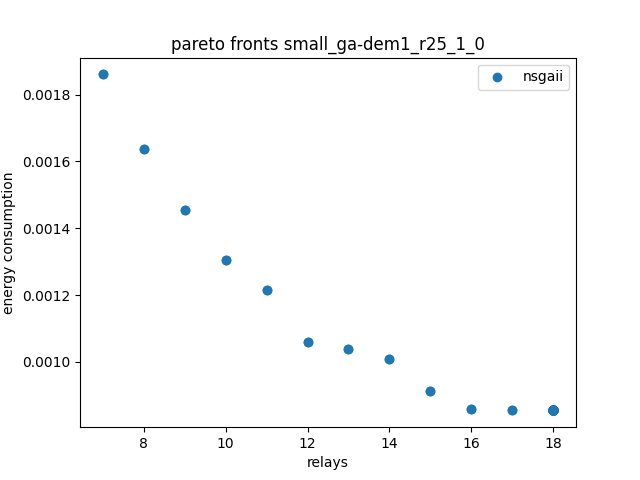 pareto fronts small_ga-dem1_r25_1_0
nsgaii
0.0018
0.0016
0.0014
0.0012
0.0010
energy consumption
8 10 12 14 16 18
relays